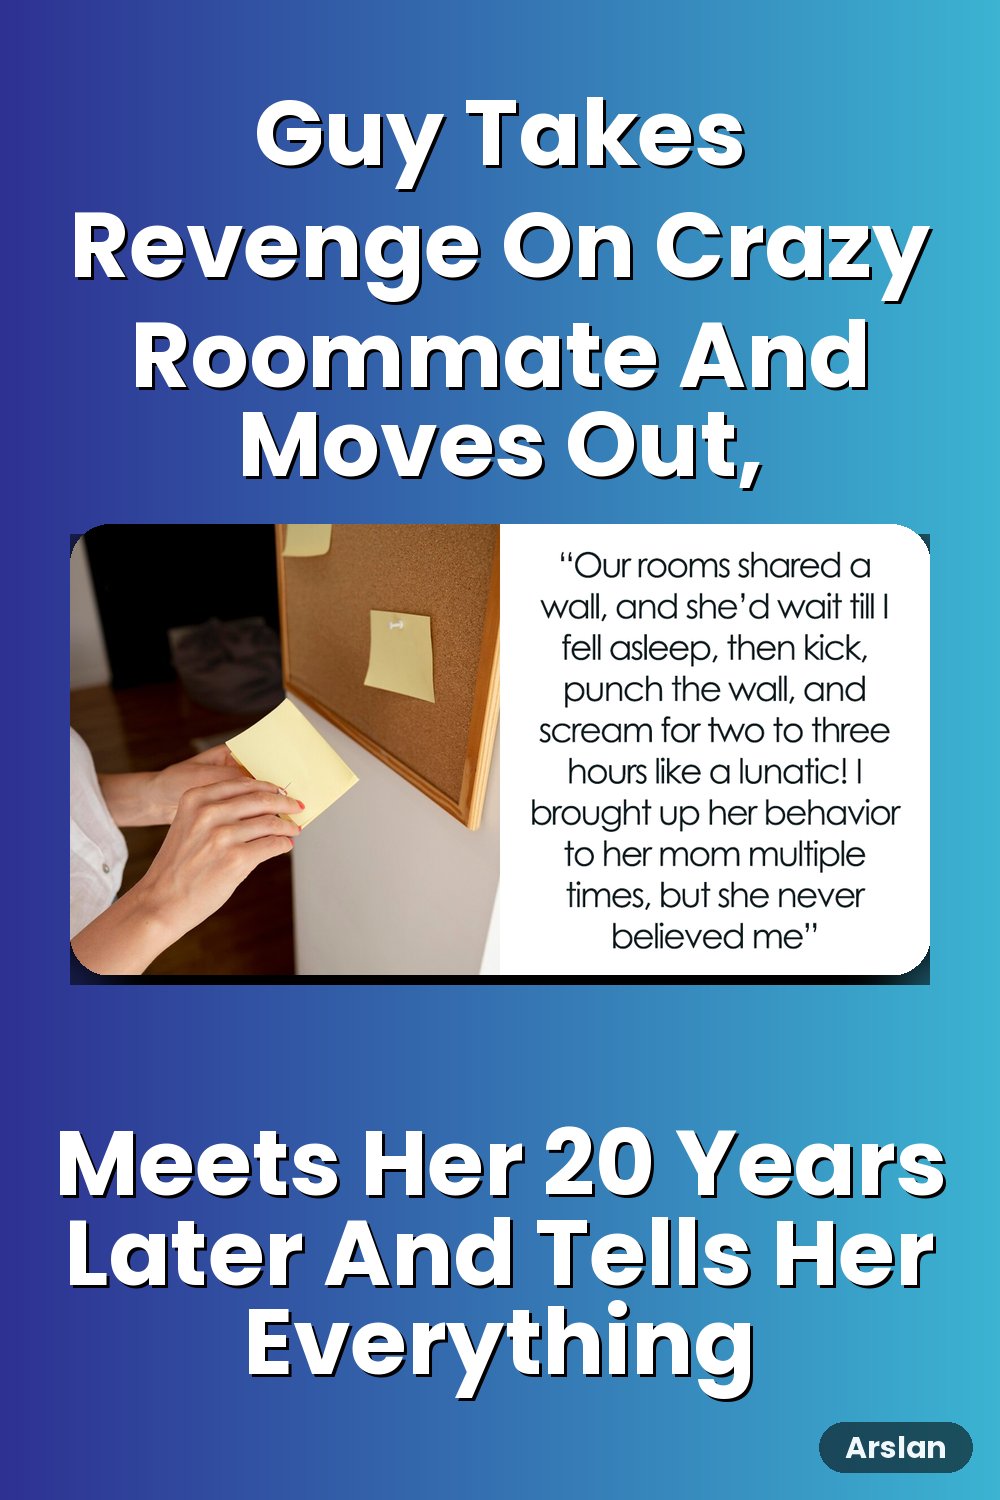 Guy Takes
Revenge On Crazy
Roommate And
Moves Out,
“Our rooms shared a
wall, and she’d wait till I
fell asleep, then kick,
punch the wall, and
scream for two to three
hours like a lunatic! I
brought up her behavior
to her mom multiple
times, but she never
believed me”
Meets Her 20 Years
Later And Tells Her
Everything
Arslan